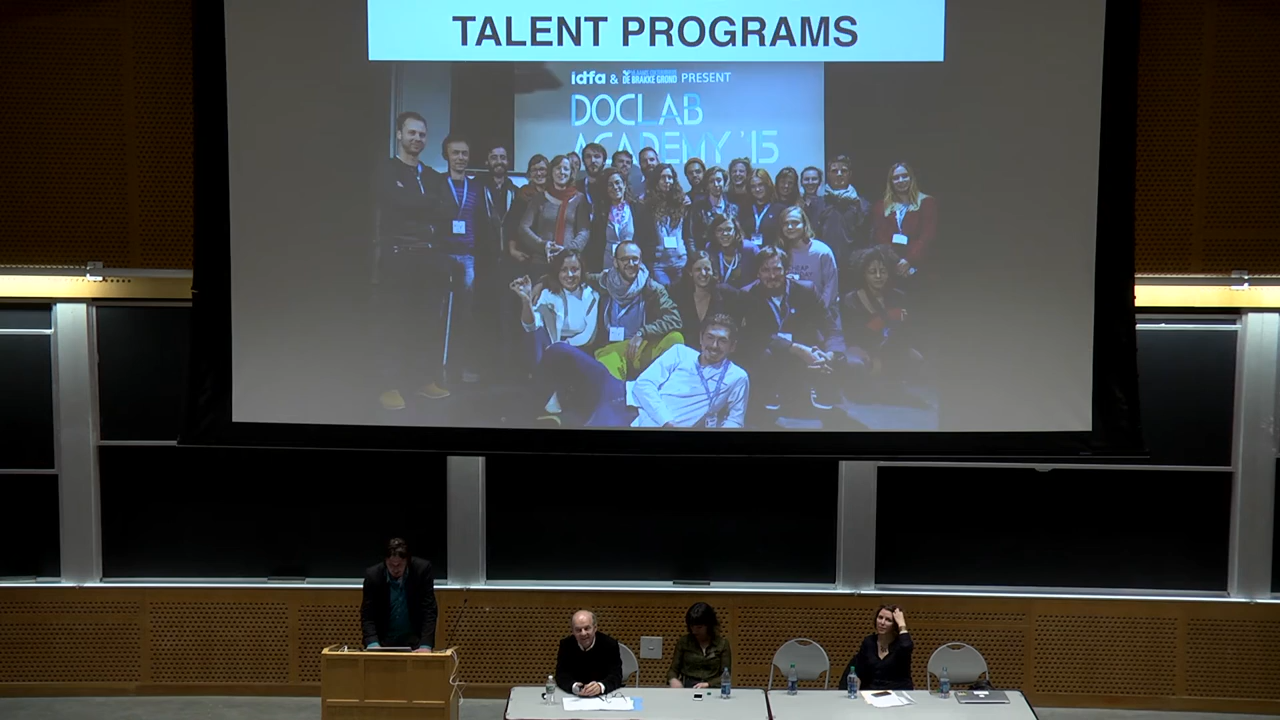 TALENT PROGRAMS
idfa & DE BRAKKE GROND PRESENT
DOCLAB
ACADEMY '15